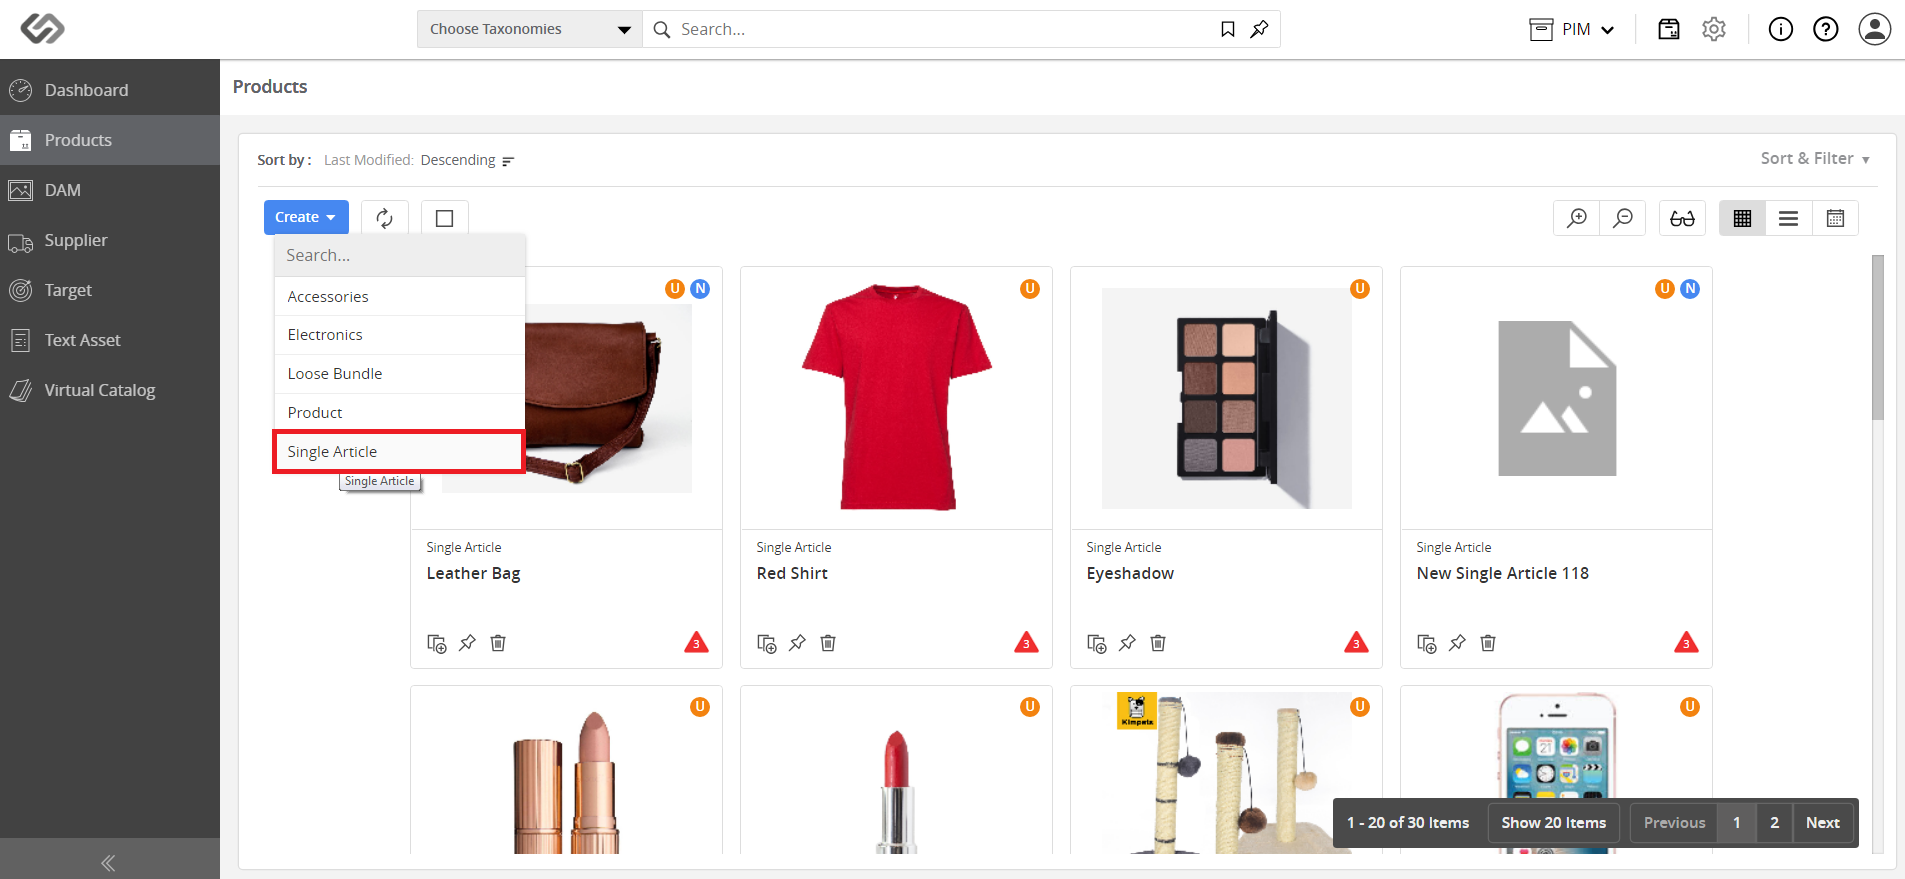 Choose Taxonomies
Search...
PIM
Dashboard
Products
DAM
Supplier
Target
Text Asset
Virtual Catalog
Products
Sort by : Last Modified: Descending
Sort & Filter
Create
Search...
Accessories
Electronics
Loose Bundle
Product
Single Article
Single Article
U N
U
U
U N
Single Article
Leather Bag
3
Single Article
Red Shirt
3
Single Article
Eyeshadow
3
Single Article
New Single Article 118
3
U
U
Kimpets
U
U
1 - 20 of 30 Items
Show 20 Items
Previous
1
2
Next